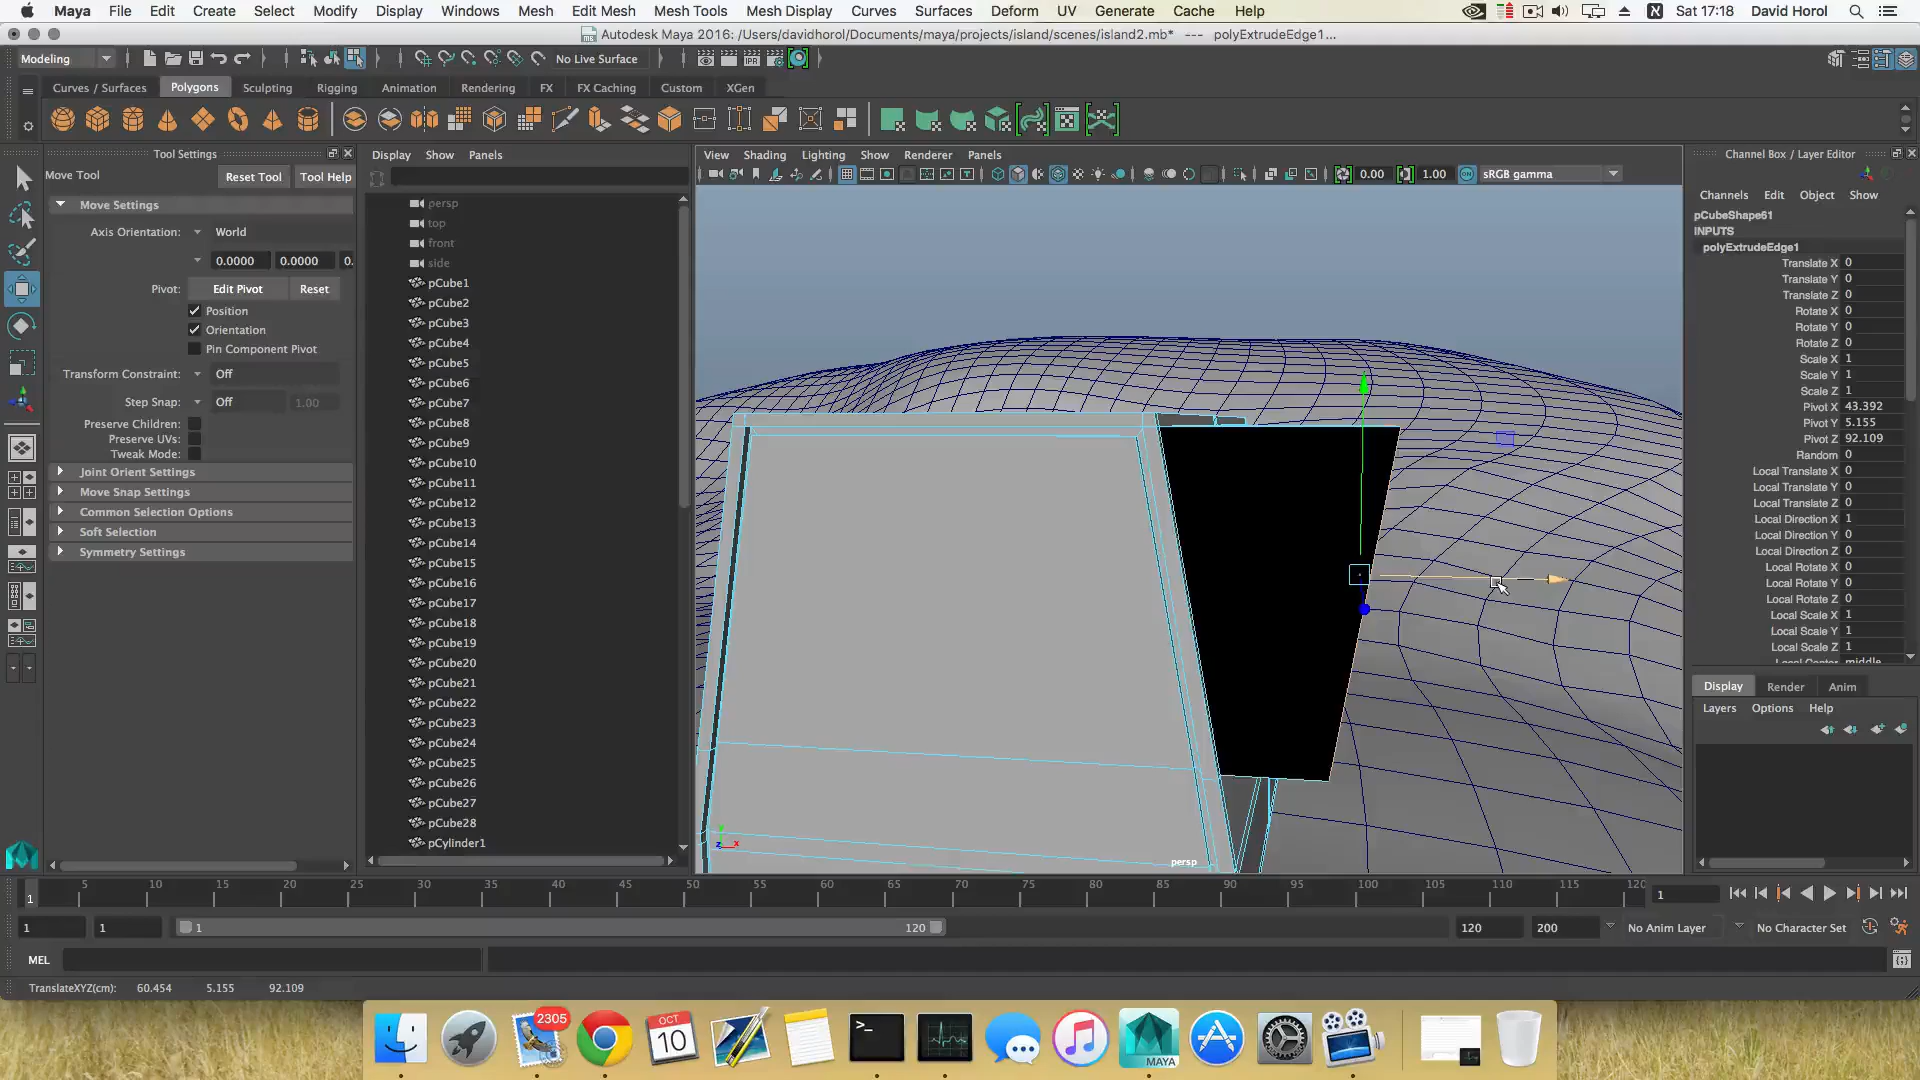 Maya File Edit Create Select Modify Display Windows Mesh Edit Mesh Mesh Tools Mesh Display Curves Surfaces Deform UV Generate Cache Help
א Sat 17:18 David Horol
Autodesk Maya 2016: /Users/davidhorol/Documents/maya/projects/island/scenes/island2.mb* --- polyExtrudeEdge1...
Modeling
No Live Surface
Curves / Surfaces Polygons Sculpting Rigging Animation Rendering FX FX Caching Custom XGen
Tool Settings
Move Tool Reset Tool Tool Help
Move Settings
Axis Orientation: World
0.0000 0.0000 0.
Pivot: Edit Pivot Reset
Position
Orientation
Pin Component Pivot
Transform Constraint: Off
Step Snap: Off 1.00
Preserve Children:
Preserve UVs:
Tweak Mode:
Joint Orient Settings
Move Snap Settings
Common Selection Options
Soft Selection
Symmetry Settings
Display Show Panels
persp
top
front
side
pCube1
pCube2
pCube3
pCube4
pCube5
pCube6
pCube7
pCube8
pCube9
pCube10
pCube11
pCube12
pCube13
pCube14
pCube15
pCube16
pCube17
pCube18
pCube19
pCube20
pCube21
pCube22
pCube23
pCube24
pCube25
pCube26
pCube27
pCube28
pCylinder1
View Shading Lighting Show Renderer Panels
0.00 1.00 sRGB gamma
persp
y
z x
Channel Box / Layer Editor
Channels Edit Object Show
pCubeShape61
INPUTS
polyExtrudeEdge1
Translate X 0
Translate Y 0
Translate Z 0
Rotate X 0
Rotate Y 0
Rotate Z 0
Scale X 1
Scale Y 1
Scale Z 1
Pivot X 43.392
Pivot Y 5.155
Pivot Z 92.109
Random 0
Local Translate X 0
Local Translate Y 0
Local Translate Z 0
Local Direction X 1
Local Direction Y 0
Local Direction Z 0
Local Rotate X 0
Local Rotate Y 0
Local Rotate Z 0
Local Scale X 1
Local Scale Y 1
Local Scale Z 1
Local Center middle
Display Render Anim
Layers Options Help
1 5 10 15 20 25 30 35 40 45 50 55 60 65 70 75 80 85 90 95 100 105 110 115 120
1
1 1 1 120 120 200 No Anim Layer No Character Set
MEL
TranslateXYZ(cm): 60.454 5.155 92.109
2305
OCT
10
MAYA